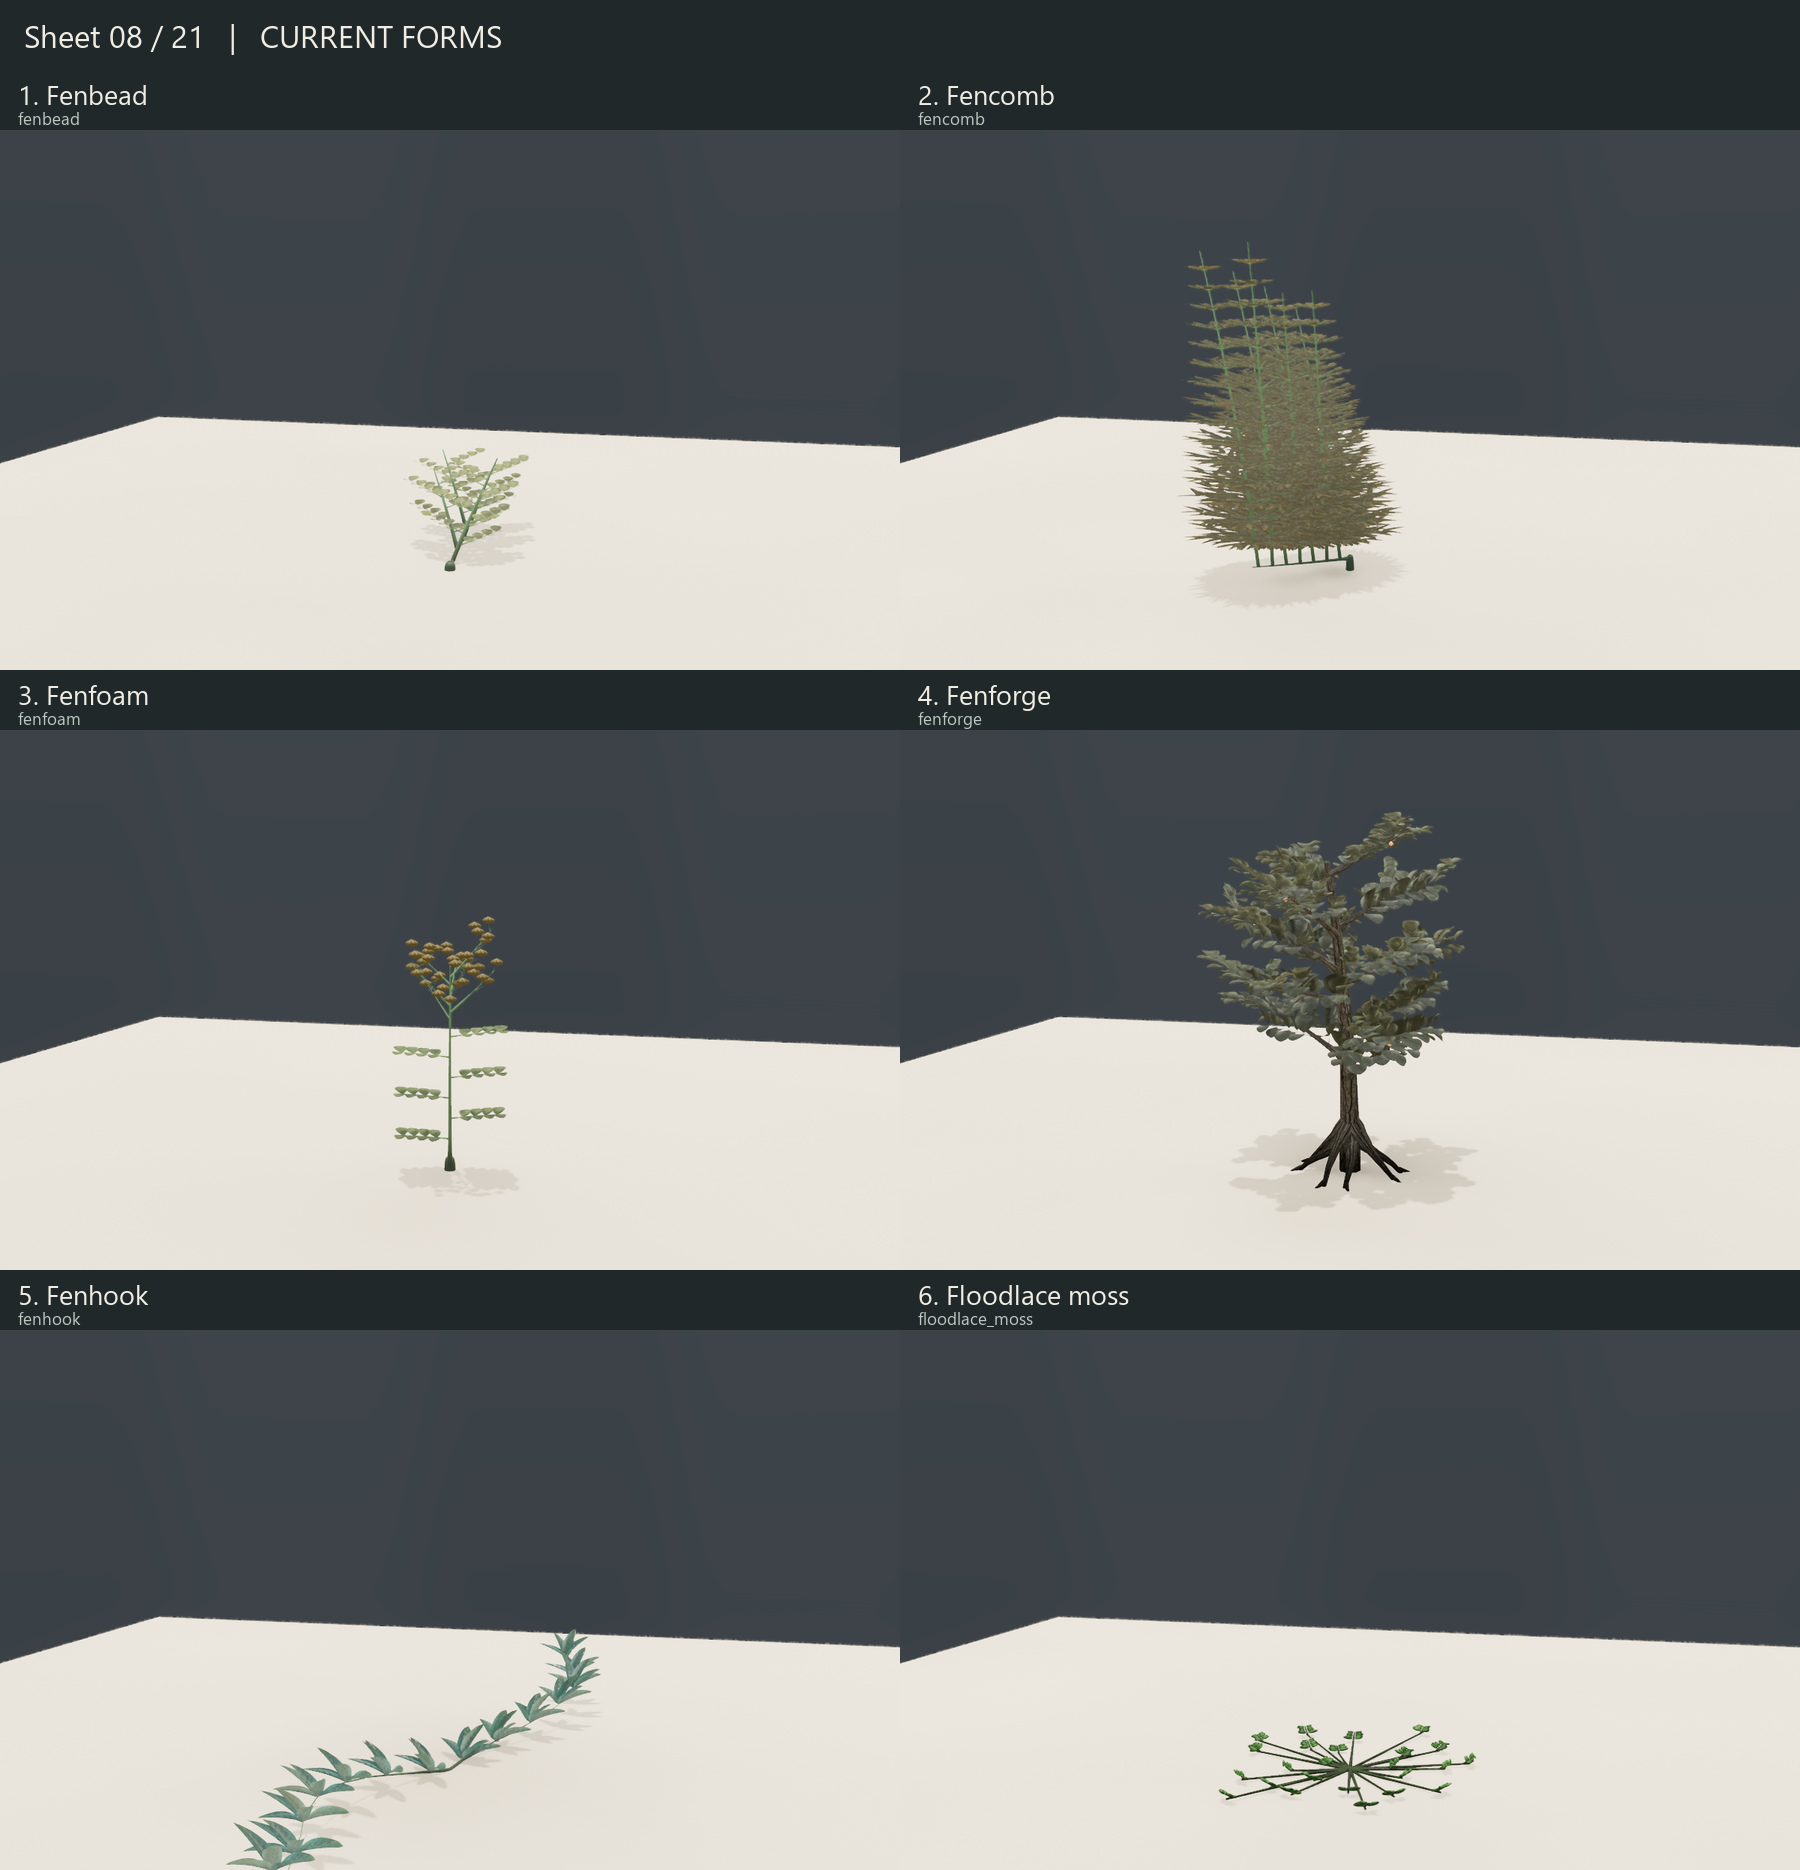 Sheet 08 / 21 | CURRENT FORMS
1. Fenbead
fenbead
2. Fencomb
fencomb
3. Fenfoam
fenfoam
4. Fenforge
fenforge
5. Fenhook
fenhook
6. Floodlace moss
floodlace_moss